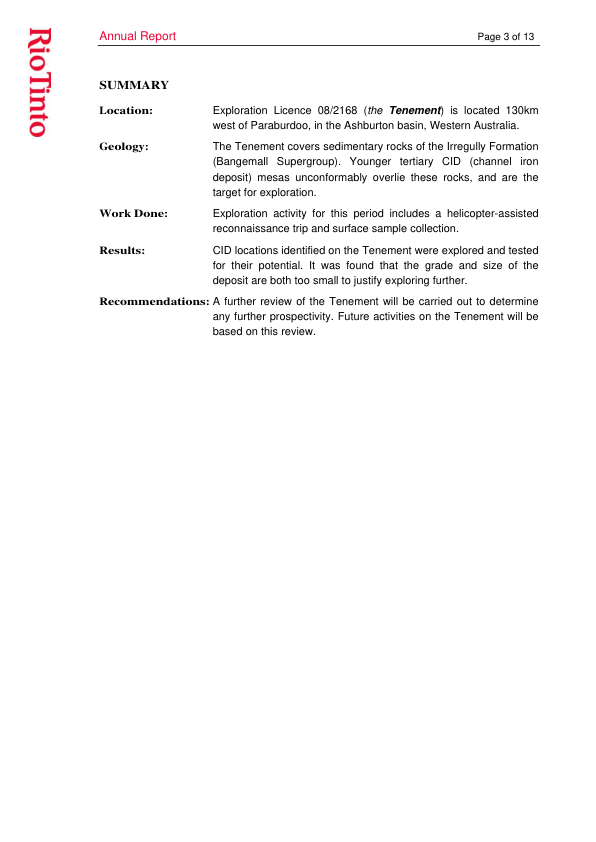 RioTinto
Annual Report Page 3 of 13
SUMMARY
Location: Exploration Licence 08/2168 (the Tenement) is located 130km
west of Paraburdoo, in the Ashburton basin, Western Australia.
Geology: The Tenement covers sedimentary rocks of the Irregully Formation
(Bangemall Supergroup). Younger tertiary CID (channel iron
deposit) mesas unconformably overlie these rocks, and are the
target for exploration.
Work Done: Exploration activity for this period includes a helicopter-assisted
reconnaissance trip and surface sample collection.
Results: CID locations identified on the Tenement were explored and tested
for their potential. It was found that the grade and size of the
deposit are both too small to justify exploring further.
Recommendations: A further review of the Tenement will be carried out to determine
any further prospectivity. Future activities on the Tenement will be
based on this review.